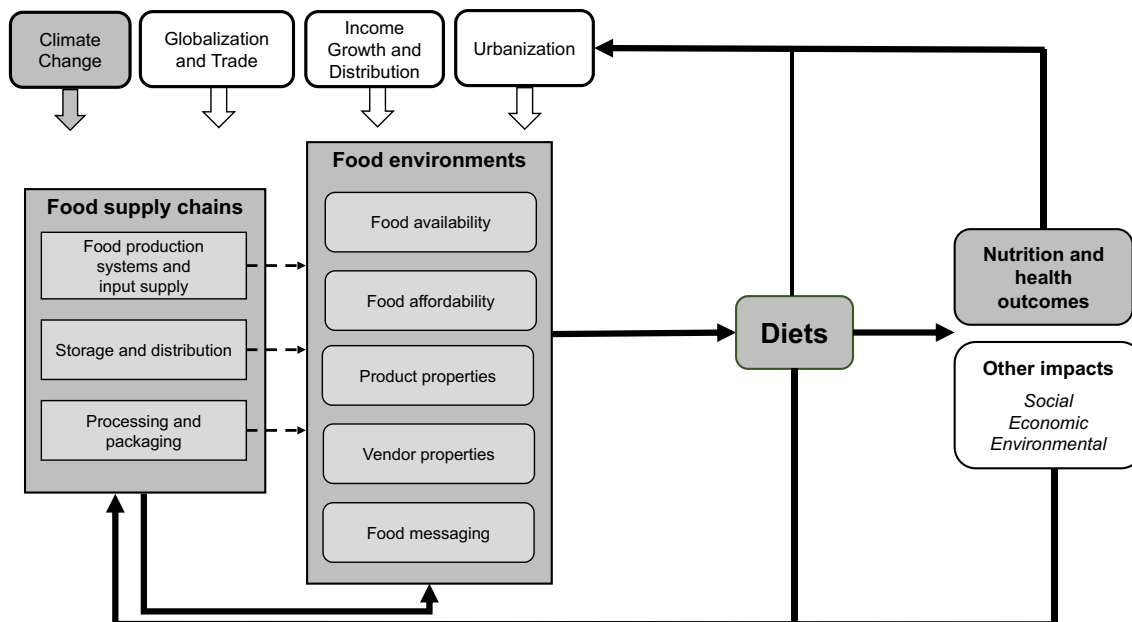 Climate
Change
Globalization
and Trade
Income
Growth and
Distribution
Urbanization
Food environments
Food availability
Food affordability
Product properties
Vendor properties
Food messaging
Food supply chains
Food production
systems and
input supply
Storage and distribution
Processing and
packaging
Diets
Nutrition and
health
outcomes
Other impacts
Social
Economic
Environmental